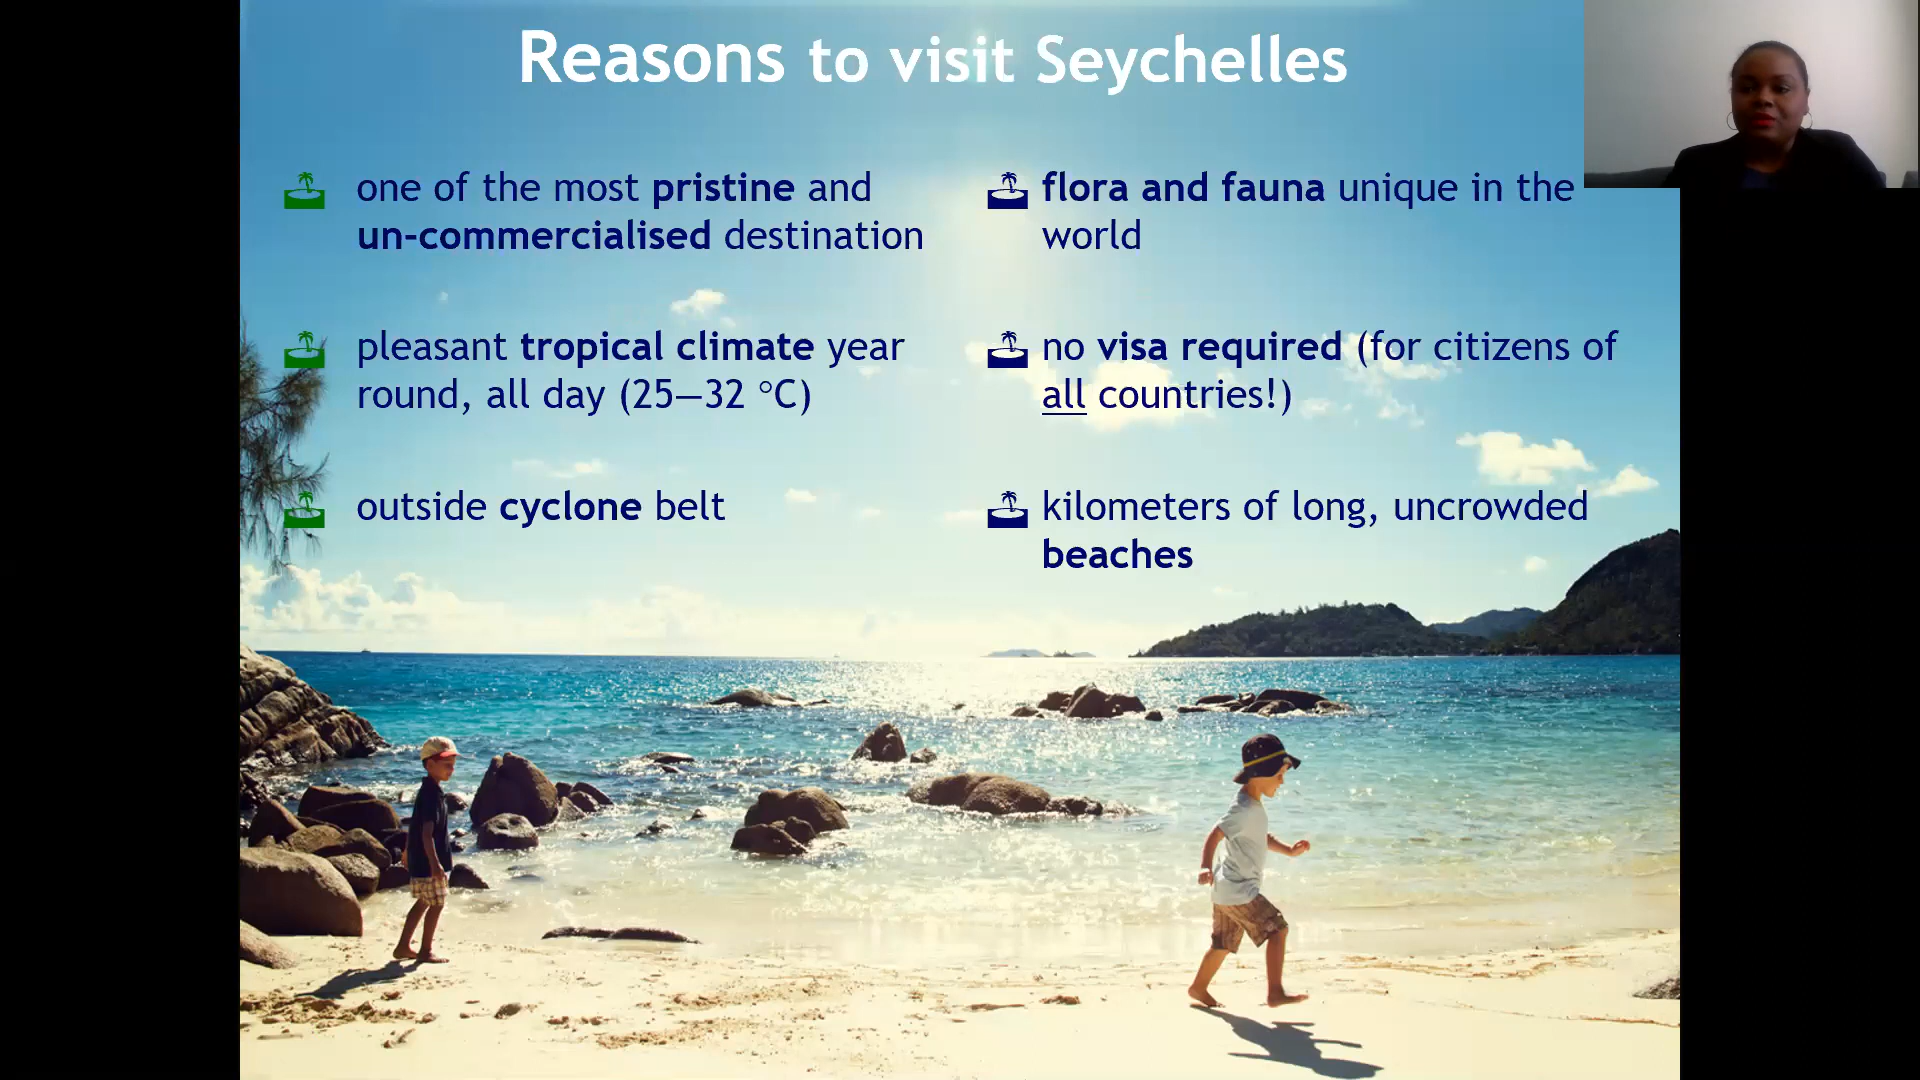 Reasons to visit Seychelles
one of the most pristine and
un-commercialised destination
pleasant tropical climate year
round, all day (25—32 °C)
outside cyclone belt
flora and fauna unique in the
world
no visa required (for citizens of
all countries!)
kilometers of long, uncrowded
beaches